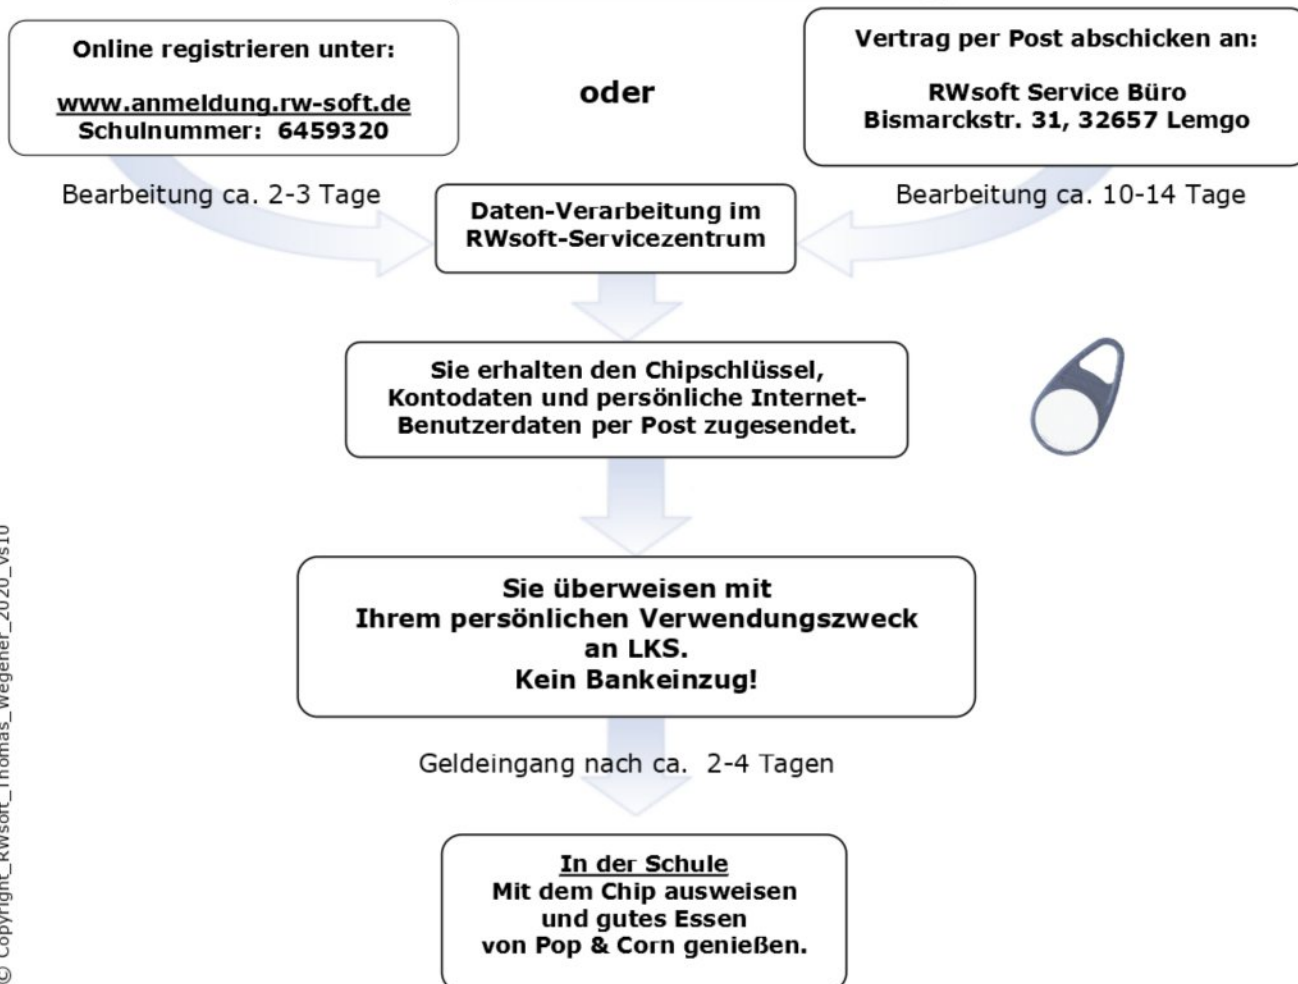 Online registrieren unter:
www.anmeldung.rw-soft.de
Schulnummer: 6459320
oder
Vertrag per Post abschicken an:
RWsoft Service Büro
Bismarckstr. 31, 32657 Lemgo
Bearbeitung ca. 2-3 Tage
Bearbeitung ca. 10-14 Tage
Daten-Verarbeitung im
RWsoft-Servicezentrum
Sie erhalten den Chipschlüssel,
Kontodaten und persönliche Internet-
Benutzerdaten per Post zugesendet.
Sie überweisen mit
Ihrem persönlichen Verwendungszweck
an LKS.
Kein Bankeinzug!
Geldeingang nach ca. 2-4 Tagen
In der Schule
Mit dem Chip ausweisen
und gutes Essen
von Pop & Corn genießen.
© Copyright_RWsoft_Thomas_Wegener_2020_vs10